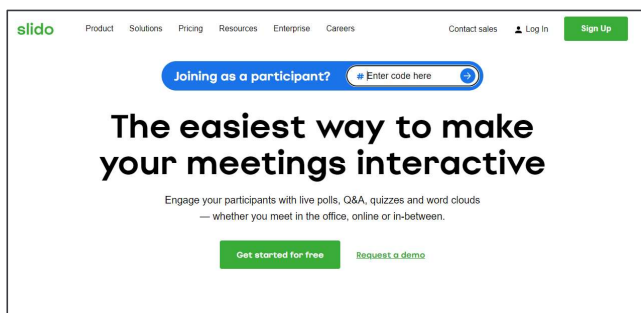 slido Product Solutions Pricing Resources Enterprise Careers Contact sales Log In Sign Up
Joining as a participant? # Enter code here
The easiest way to make
your meetings interactive
Engage your participants with live polls, Q&A, quizzes and word clouds
— whether you meet in the office, online or in-between.
Get started for free Request a demo